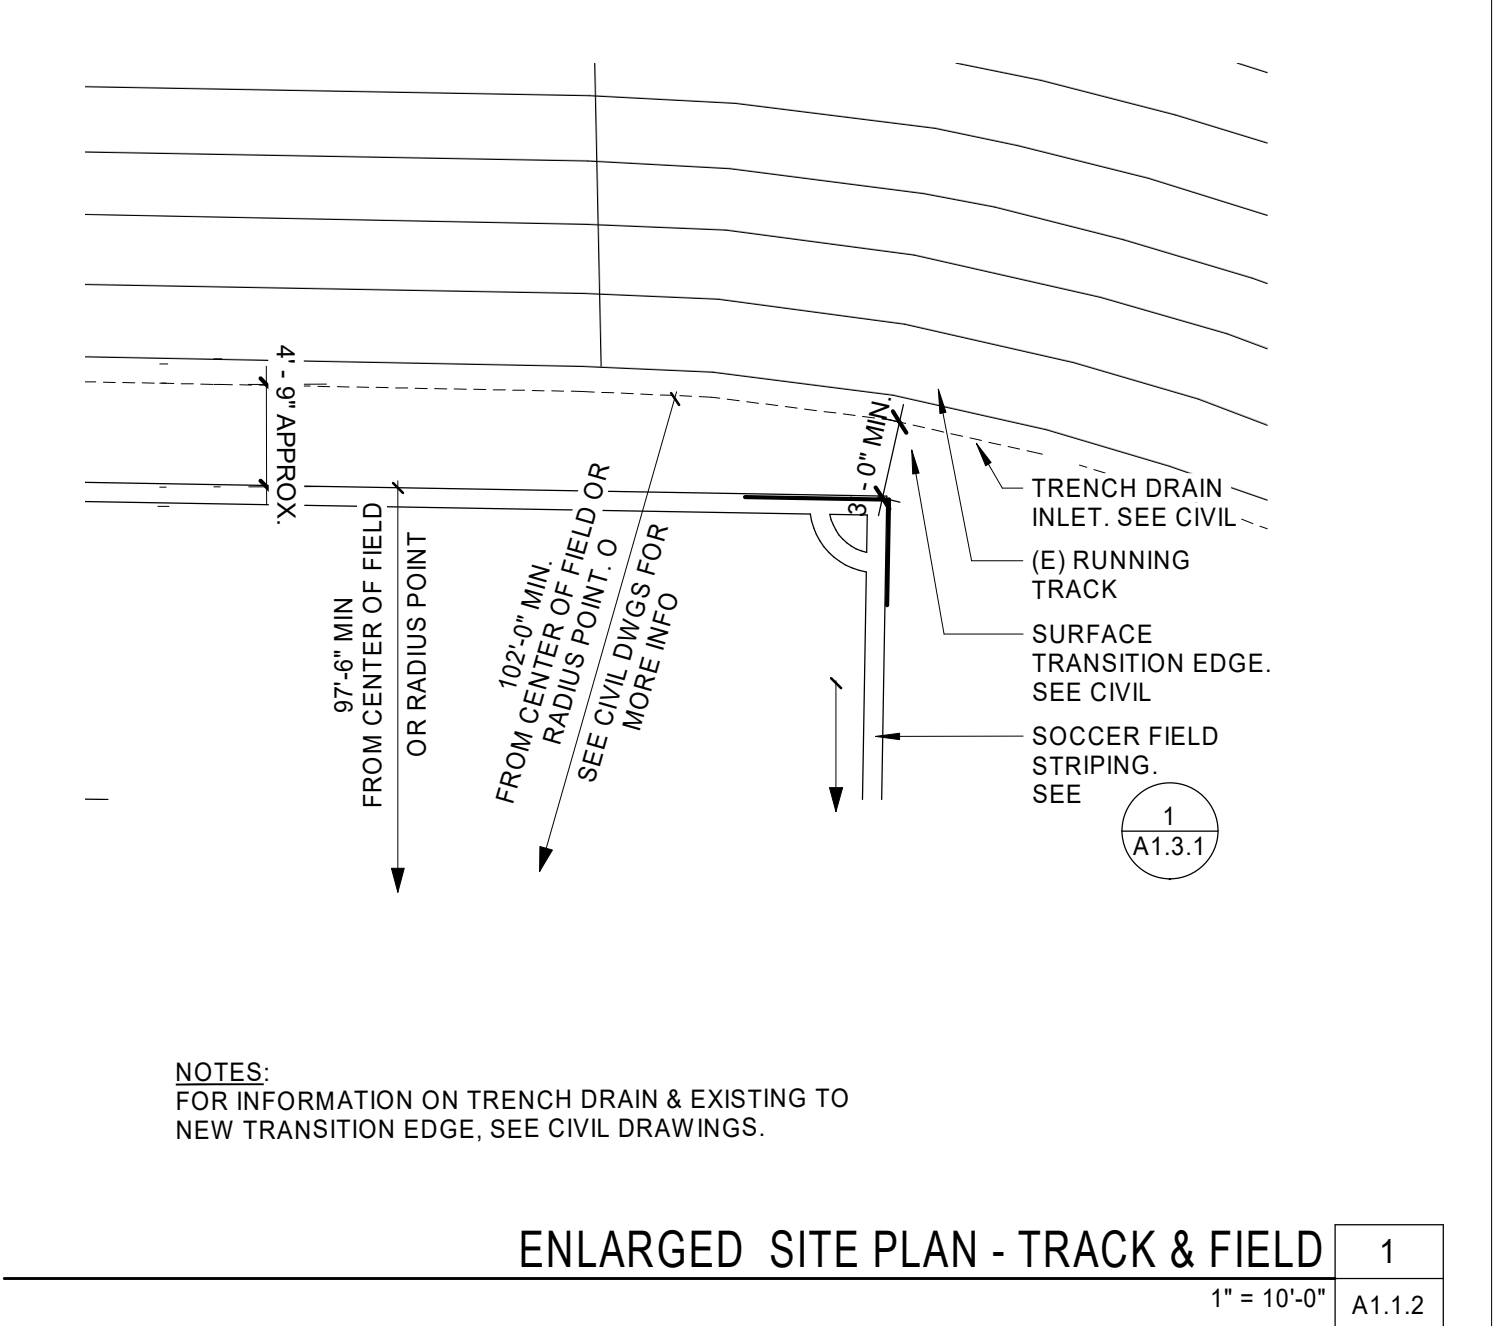 4' - 9" APPROX.
97'-6" MIN
FROM CENTER OF FIELD
OR RADIUS POINT
102'-0" MIN.
FROM CENTER OF FIELD OR
RADIUS POINT. O
SEE CIVIL DWGS FOR
MORE INFO
3' - 0" MIN.
TRENCH DRAIN
INLET. SEE CIVIL
(E) RUNNING
TRACK
SURFACE
TRANSITION EDGE.
SEE CIVIL
SOCCER FIELD
STRIPING.
SEE
1
A1.3.1
NOTES:
FOR INFORMATION ON TRENCH DRAIN & EXISTING TO
NEW TRANSITION EDGE, SEE CIVIL DRAWINGS.
ENLARGED SITE PLAN - TRACK & FIELD
1
1" = 10'-0"
A1.1.2